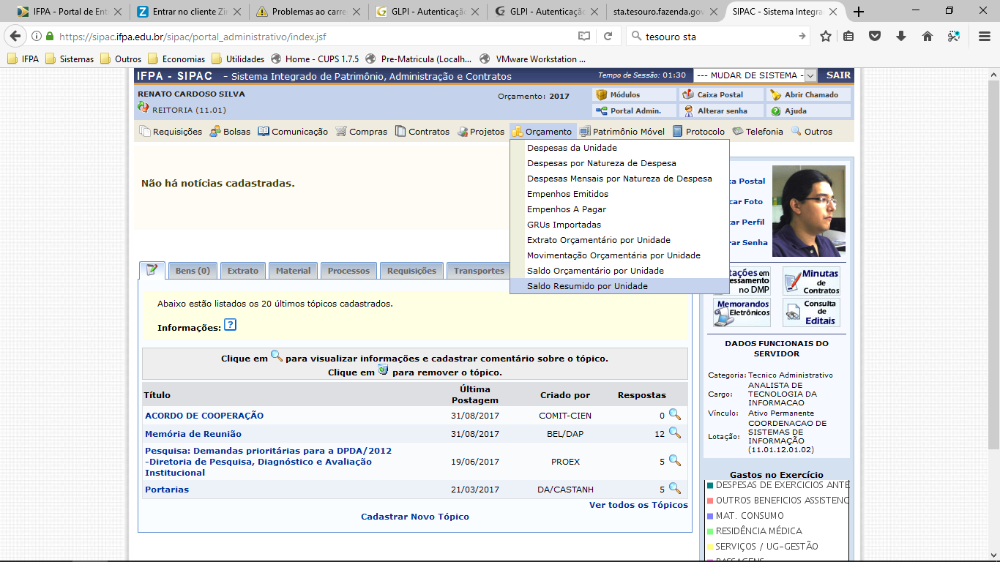 IFPA - Portal de Ent
Entrar no cliente Zi
Problemas ao carre
GLPI - Autenticaçã
GLPI - Autenticaçã
sta.tesouro.fazenda.gov
SIPAC - Sistema Integra
https://sipac.ifpa.edu.br/sipac/portal_administrativo/index.jsf
tesouro sta
IFPA
Sistemas
Outros
Economias
Utilidades
Home - CUPS 1.7.5
Pre-Matricula (Localh...
VMware Workstation ...
IFPA - SIPAC - Sistema Integrado de Patrimônio, Administração e Contratos
Tempo de Sessão: 01:30
--- MUDAR DE SISTEMA -
SAIR
RENATO CARDOSO SILVA
REITORIA (11.01)
Orçamento: 2017
Módulos
Caixa Postal
Abrir Chamado
Portal Admin.
Alterar senha
Ajuda
Requisições
Bolsas
Comunicação
Compras
Contratos
Projetos
Orçamento
Patrimônio Móvel
Protocolo
Telefonia
Outros
Despesas da Unidade
Despesas por Natureza de Despesa
Despesas Mensais por Natureza de Despesa
Empenhos Emitidos
Empenhos A Pagar
GRUs Importadas
Extrato Orçamentário por Unidade
Movimentação Orçamentária por Unidade
Saldo Orçamentário por Unidade
Saldo Resumido por Unidade
Não há notícias cadastradas.
a Postal
car Foto
tar Perfil
rar Senha
Bens (0)
Extrato
Material
Processos
Requisições
Transportes
Abaixo estão listados os 20 últimos tópicos cadastrados.
Informações: ?
Clique em para visualizar informações e cadastrar comentário sobre o tópico.
Clique em para remover o tópico.
Título
Última Postagem
Criado por
Respostas
ACORDO DE COOPERAÇÃO 31/08/2017 COMIT-CIEN 0
Memória de Reunião 31/08/2017 BEL/DAP 12
Pesquisa: Demandas prioritárias para a DPDA/2012
-Diretoria de Pesquisa, Diagnóstico e Avaliação
Institucional
19/06/2017 PROEX 5
Portarias 21/03/2017 DA/CASTANH 5
Ver todos os Tópicos
Cadastrar Novo Tópico
tações em
essamento
no DMP
Minutas
de
Contratos
Memorandos
Eletrônicos
Consulta
de
Editais
DADOS FUNCIONAIS DO
SERVIDOR
Categoria: Tecnico Administrativo
Cargo:
ANALISTA DE
TECNOLOGIA DA
INFORMACAO
Vínculo: Ativo Permanente
Lotação:
COORDENACAO DE
SISTEMAS DE
INFORMAÇÃO
(11.01.12.01.02)
Gastos no Exercício
DESPESAS DE EXERCICIOS ANTE
OUTROS BENEFICIOS ASSISTENC
MAT. CONSUMO
RESIDÊNCIA MÉDICA
SERVIÇOS / UG-GESTÃO
PASSAGENS